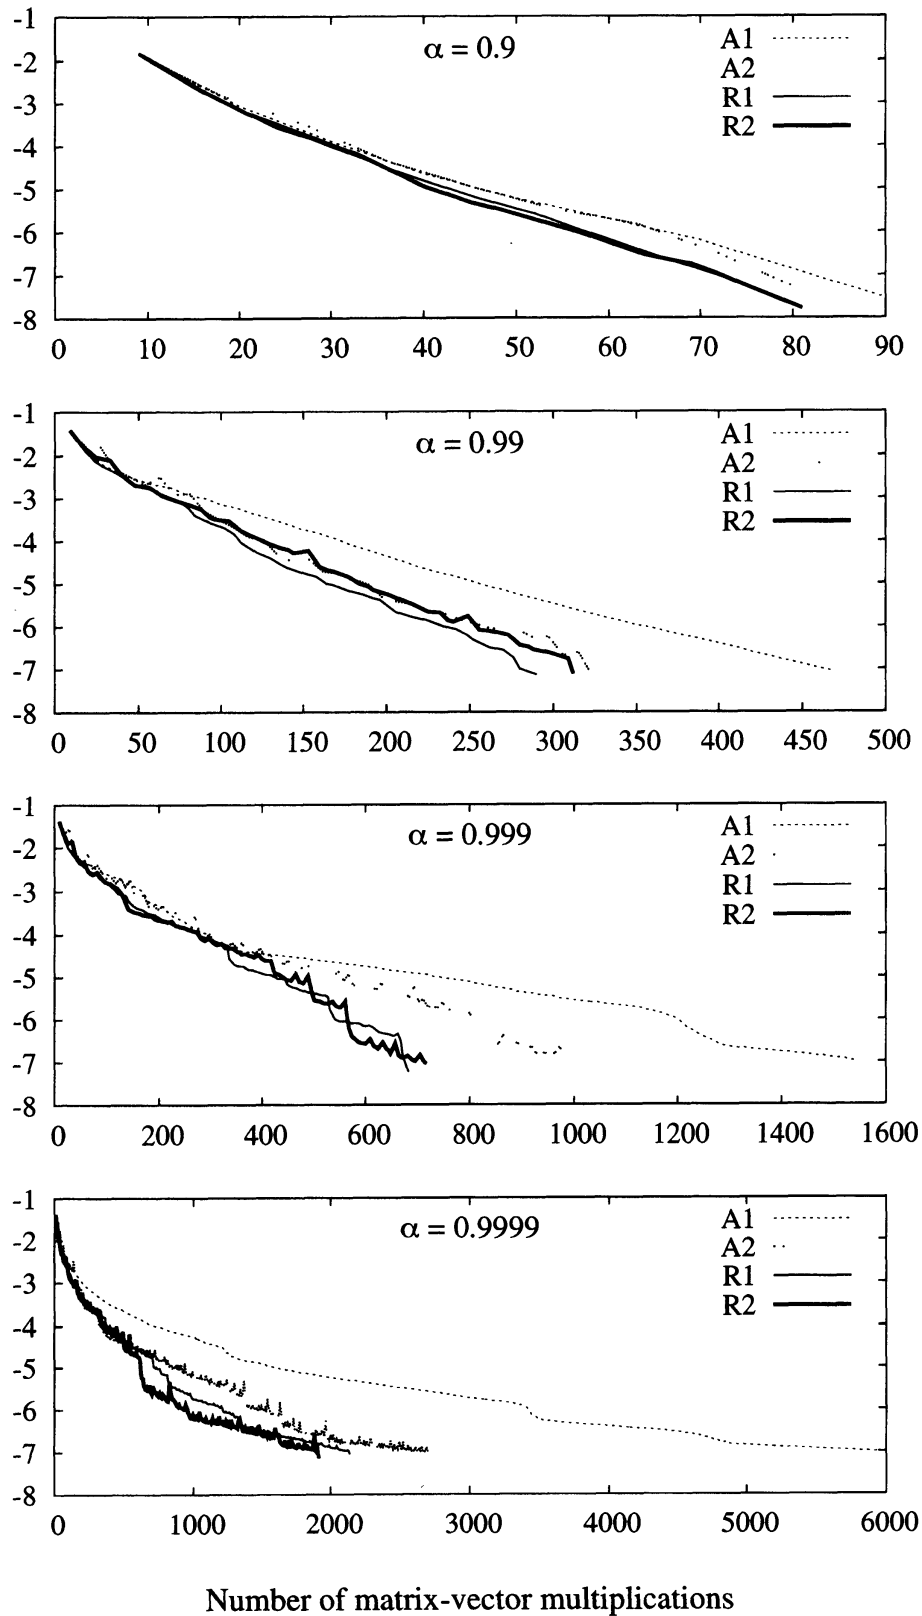 -1
α = 0.9
A1
-2
A2
-3
R1
R2
-4
-5
-6
-7
-8
0 10 20 30 40 50 60 70 80 90
-1
α = 0.99
A1
-2
A2
-3
R1
R2
-4
-5
-6
-7
-8
0 50 100 150 200 250 300 350 400 450 500
-1
α = 0.999
A1
-2
A2
-3
R1
R2
-4
-5
-6
-7
-8
0 200 400 600 800 1000 1200 1400 1600
-1
α = 0.9999
A1
-2
A2
-3
R1
R2
-4
-5
-6
-7
-8
0 1000 2000 3000 4000 5000 6000
Number of matrix-vector multiplications